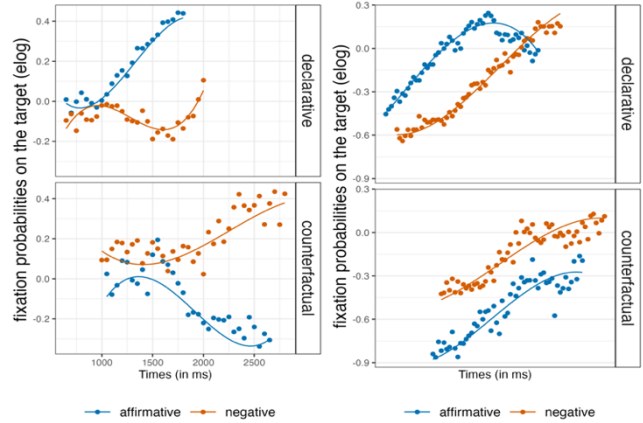 fixation probabilities on the target (elog)
0.4
0.2
0.0
-0.2
declarative
0.4
0.2
0.0
-0.2
counterfactual
1000 1500 2000 2500
Times (in ms)
affirmative negative
fixation probabilities on the target (elog)
0.3
0.0
-0.3
-0.6
-0.9
declarative
0.3
0.0
-0.3
-0.6
-0.9
counterfactual
Times (in ms)
affirmative negative